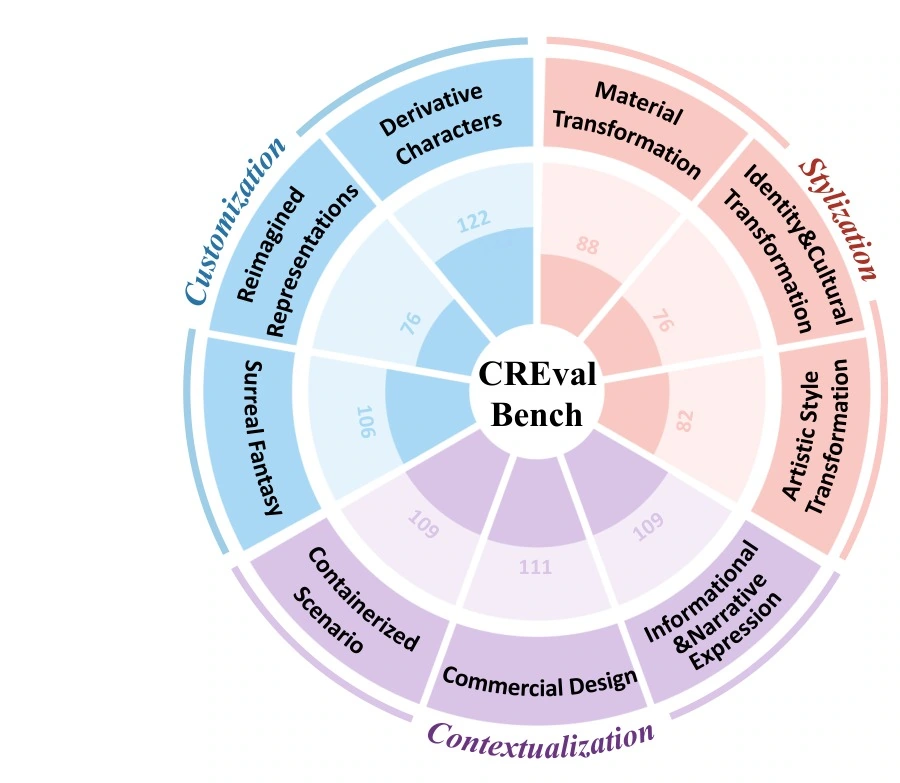 Customization
Derivative
Characters
122
Reimagined
Representations
76
Surreal Fantasy
106
Stylization
Material
Transformation
88
Identity&Cultural
Transformation
76
Artistic Style
Transformation
82
CREval
Bench
Containerized
Scenario
109
Commercial Design
111
Informational
&Narrative
Expression
109
Contextualization